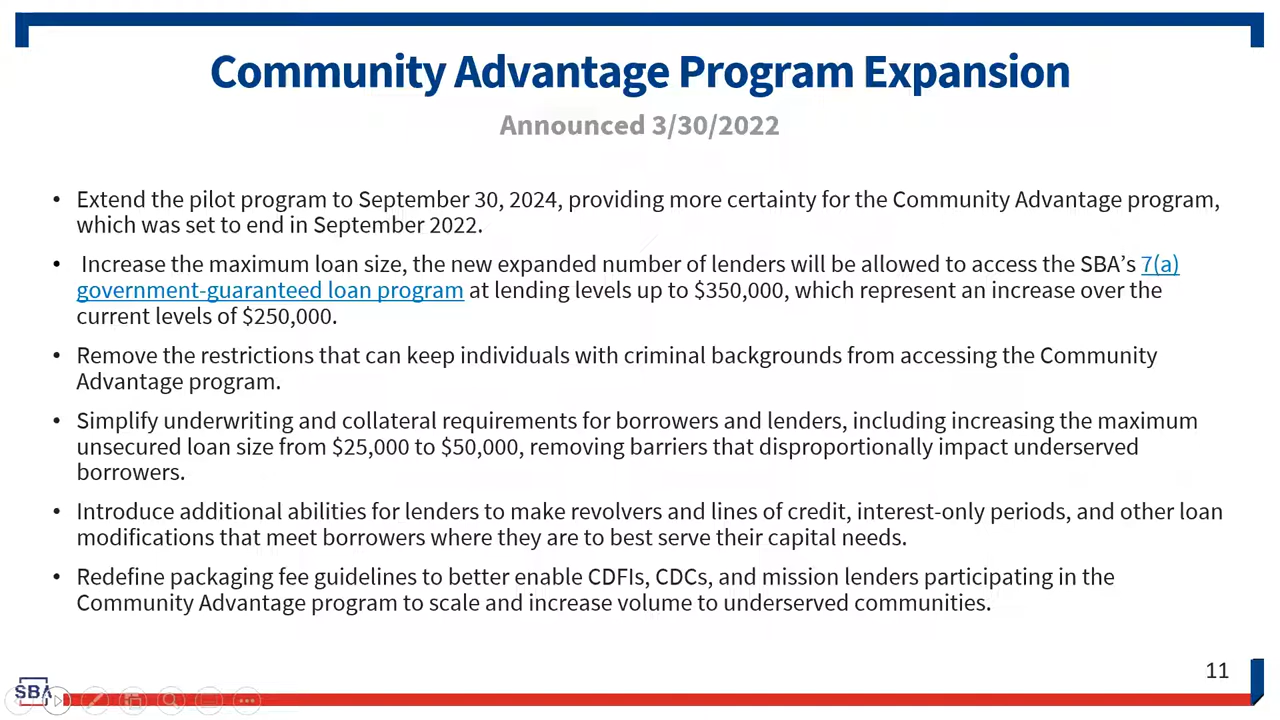 Community Advantage Program Expansion
Announced 3/30/2022
• Extend the pilot program to September 30, 2024, providing more certainty for the Community Advantage program,
which was set to end in September 2022.
• Increase the maximum loan size, the new expanded number of lenders will be allowed to access the SBA’s 7(a)
government-guaranteed loan program at lending levels up to $350,000, which represent an increase over the
current levels of $250,000.
• Remove the restrictions that can keep individuals with criminal backgrounds from accessing the Community
Advantage program.
• Simplify underwriting and collateral requirements for borrowers and lenders, including increasing the maximum
unsecured loan size from $25,000 to $50,000, removing barriers that disproportionally impact underserved
borrowers.
• Introduce additional abilities for lenders to make revolvers and lines of credit, interest-only periods, and other loan
modifications that meet borrowers where they are to best serve their capital needs.
• Redefine packaging fee guidelines to better enable CDFIs, CDCs, and mission lenders participating in the
Community Advantage program to scale and increase volume to underserved communities.
11
SBA